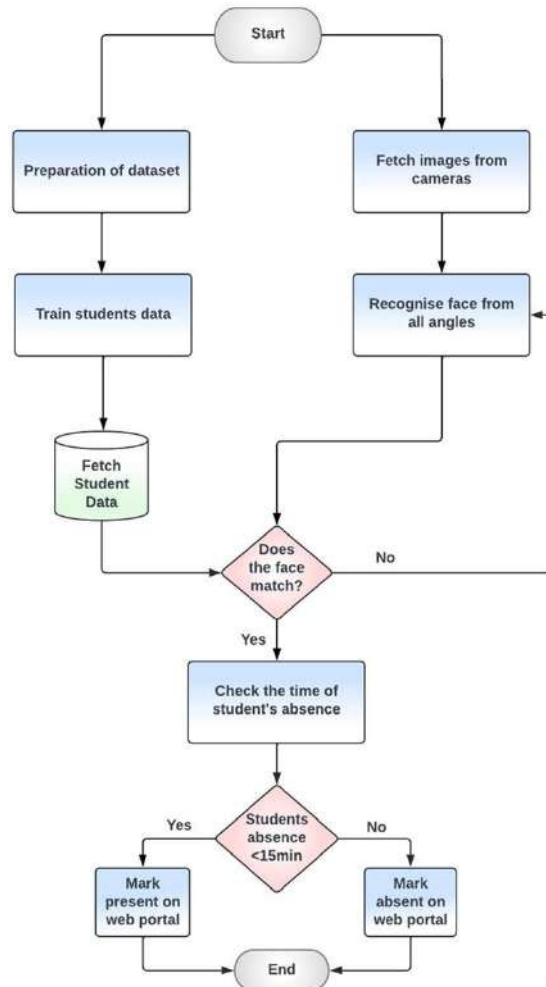 Start
Preparation of dataset
Fetch images from
cameras
Train students data
Recognise face from
all angles
Fetch
Student
Data
Does
the face
match?
No
Yes
Check the time of
student's absence
Students
absence
<15min
Yes
No
Mark
present on
web portal
Mark
absent on
web portal
End